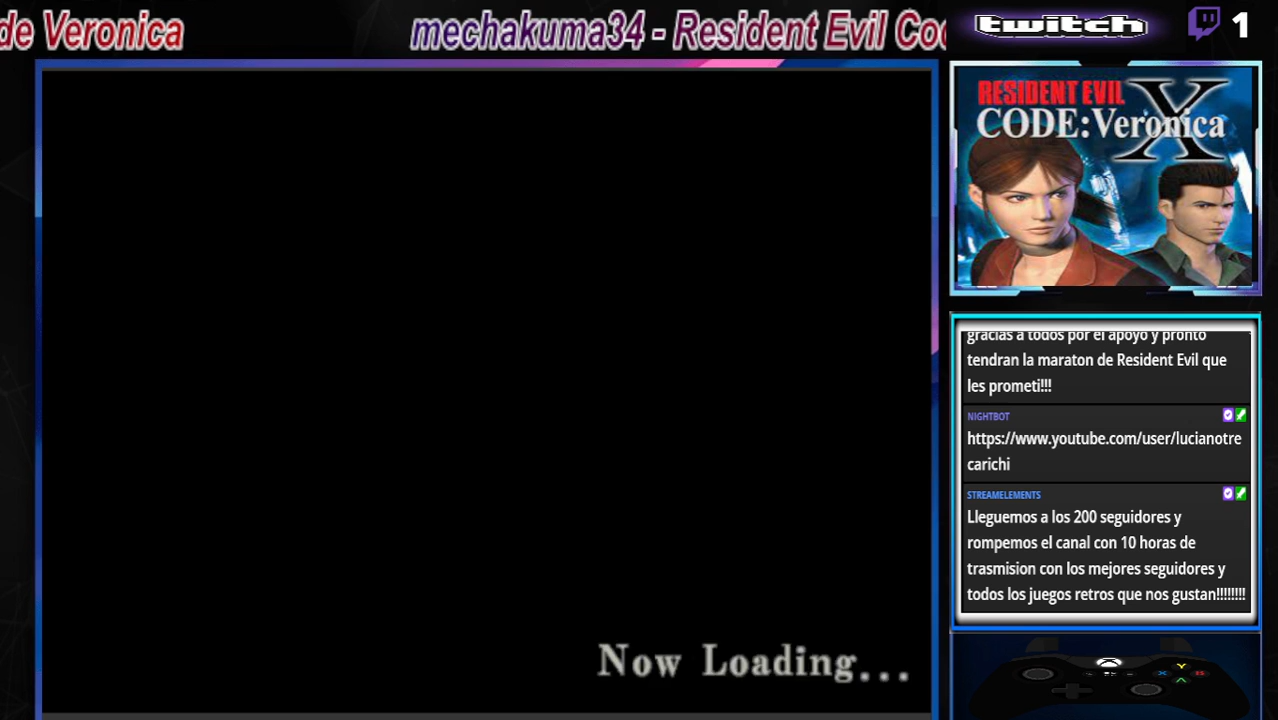 de Veronica
mechakuma34 - Resident Evil Co
twitch
1
RESIDENT EVIL
CODE:Veronica
X
gracias a todos por el apoyo y pronto
tendran la maraton de Resident Evil que
les prometi!!!
NIGHTBOT
https://www.youtube.com/user/lucianotre
carichi
STREAMELEMENTS
Lleguemos a los 200 seguidores y
rompemos el canal con 10 horas de
trasmision con los mejores seguidores y
todos los juegos retros que nos gustan!!!!!!!!
Now Loading...
Y
X
B
A